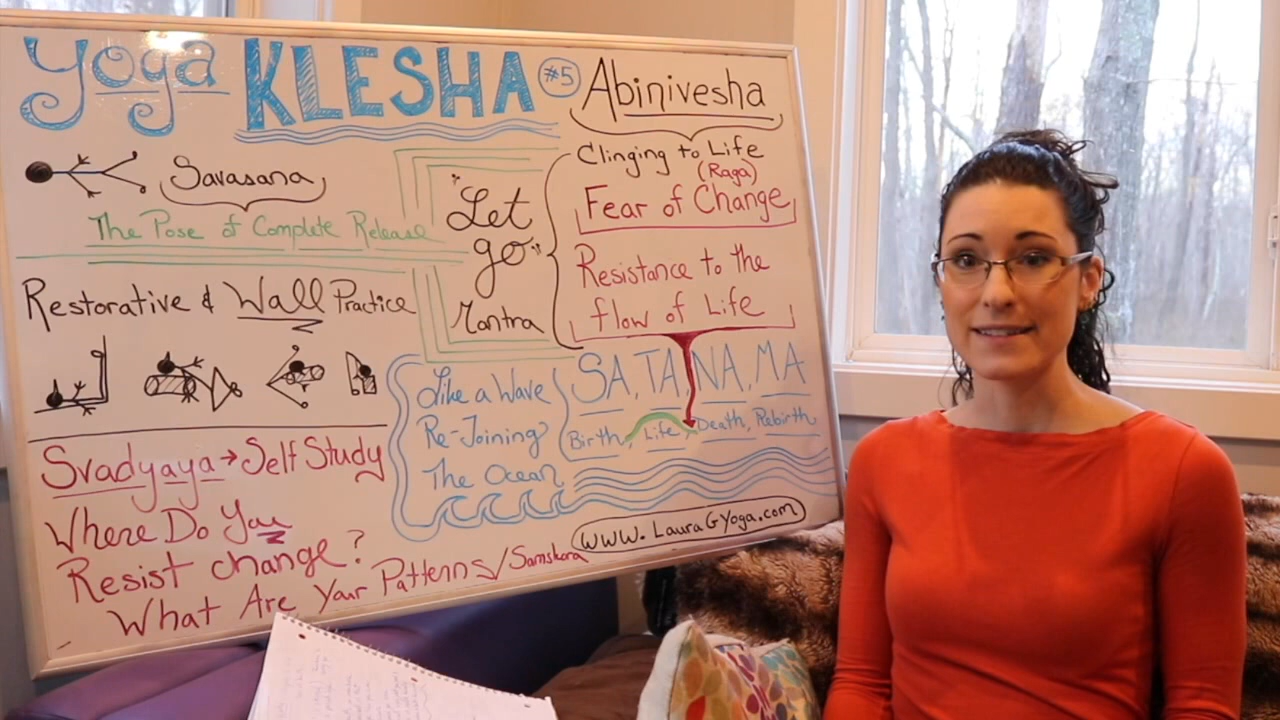 Yoga KLESHA #5
Abinivesha
Clinging to Life
(Raga)
Fear of Change
Resistance to the
flow of Life
Savasana
The Pose of Complete Release
"Let
go"
Mantra
Restorative & Wall Practice
SA, TA, NA, MA
Birth, Life, Death, Rebirth
Like a Wave
Re-Joining
The Ocean
Svadyaya → Self Study
Where Do You
Resist change?
What Are Your Patterns/Samskara
www.LauraGYoga.com